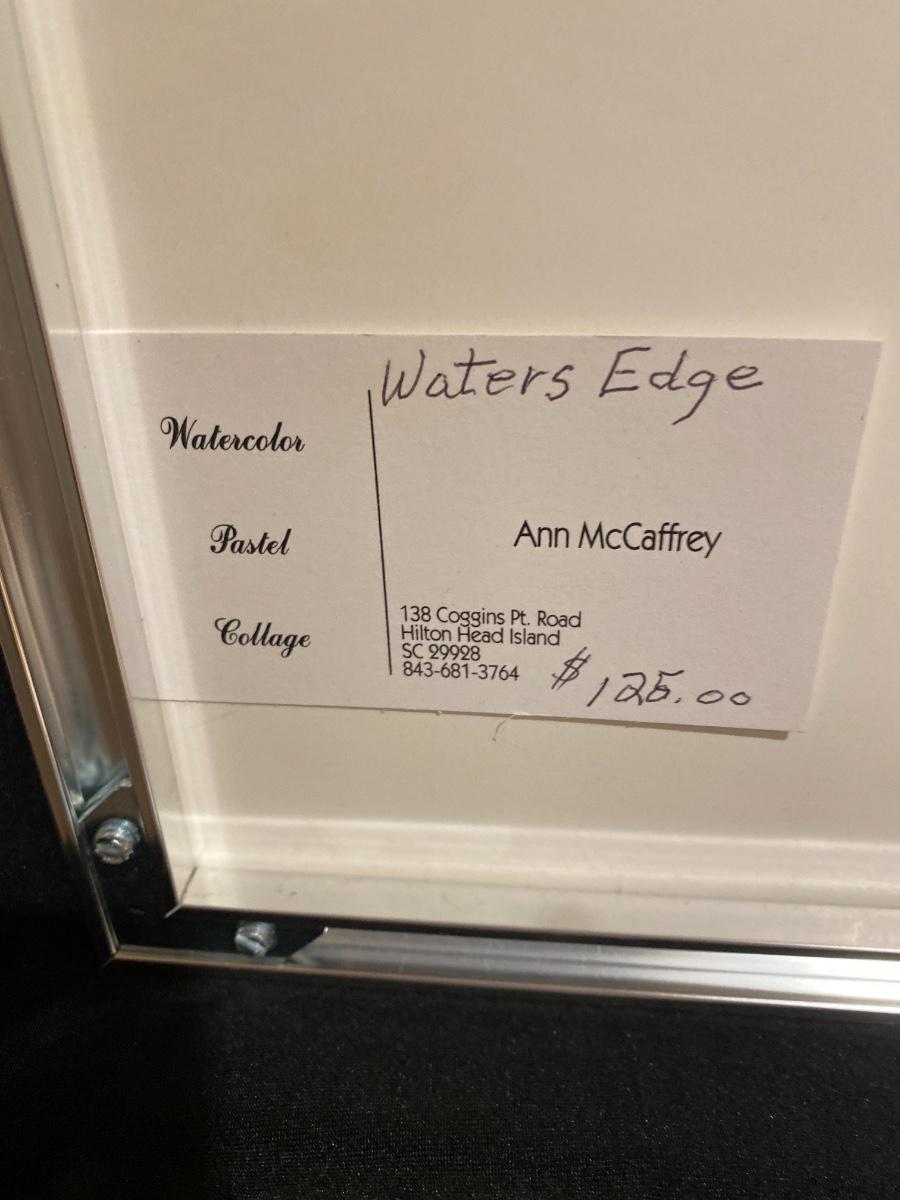 Waters Edge
Watercolor
Pastel
Collage
Ann McCaffrey
138 Coggins Pt. Road
Hilton Head Island
SC 29928
843-681-3764
$125.00